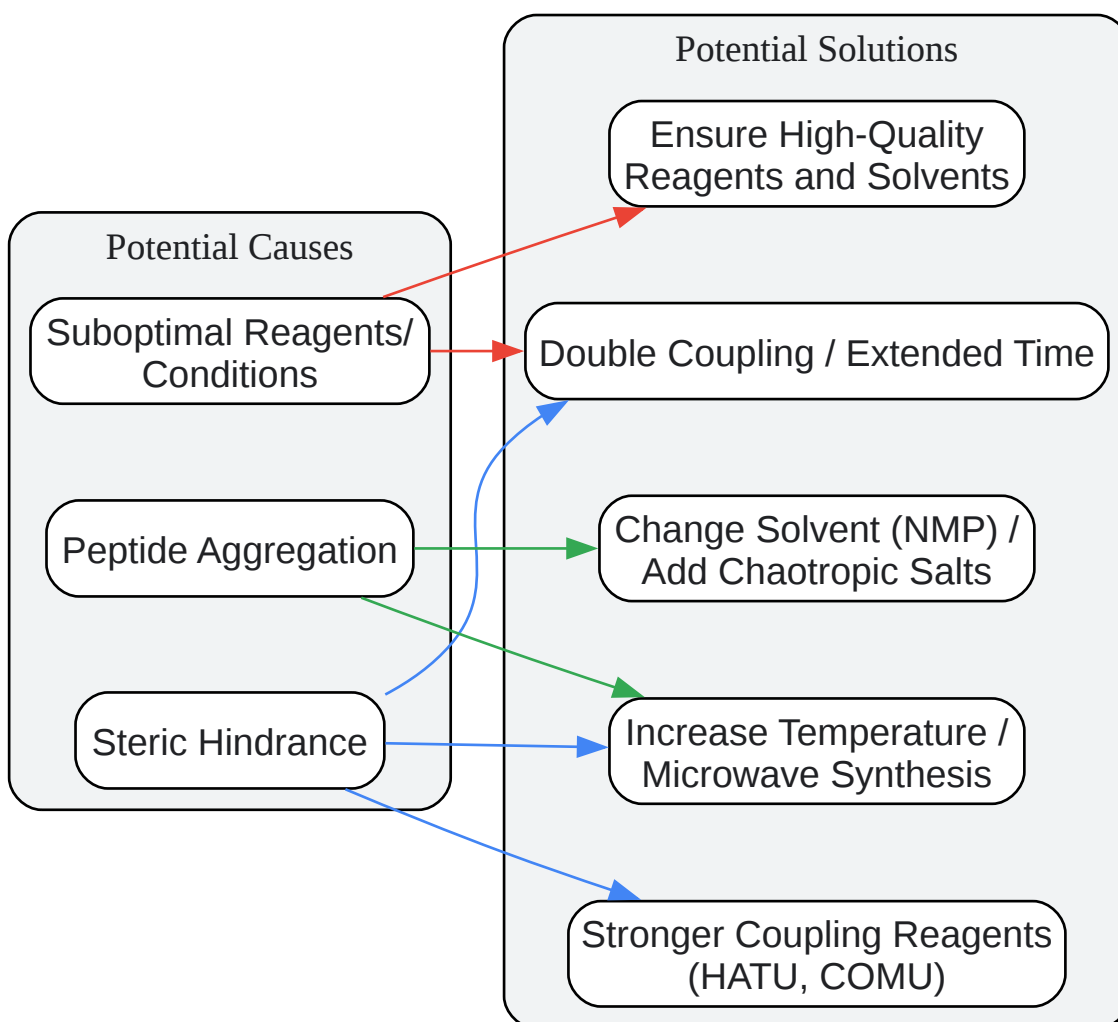 Potential Solutions
Ensure High-Quality
Reagents and Solvents
Potential Causes
Suboptimal Reagents/
Conditions
Double Coupling / Extended Time
Peptide Aggregation
Change Solvent (NMP) /
Add Chaotropic Salts
Steric Hindrance
Increase Temperature /
Microwave Synthesis
Stronger Coupling Reagents
(HATU, COMU)